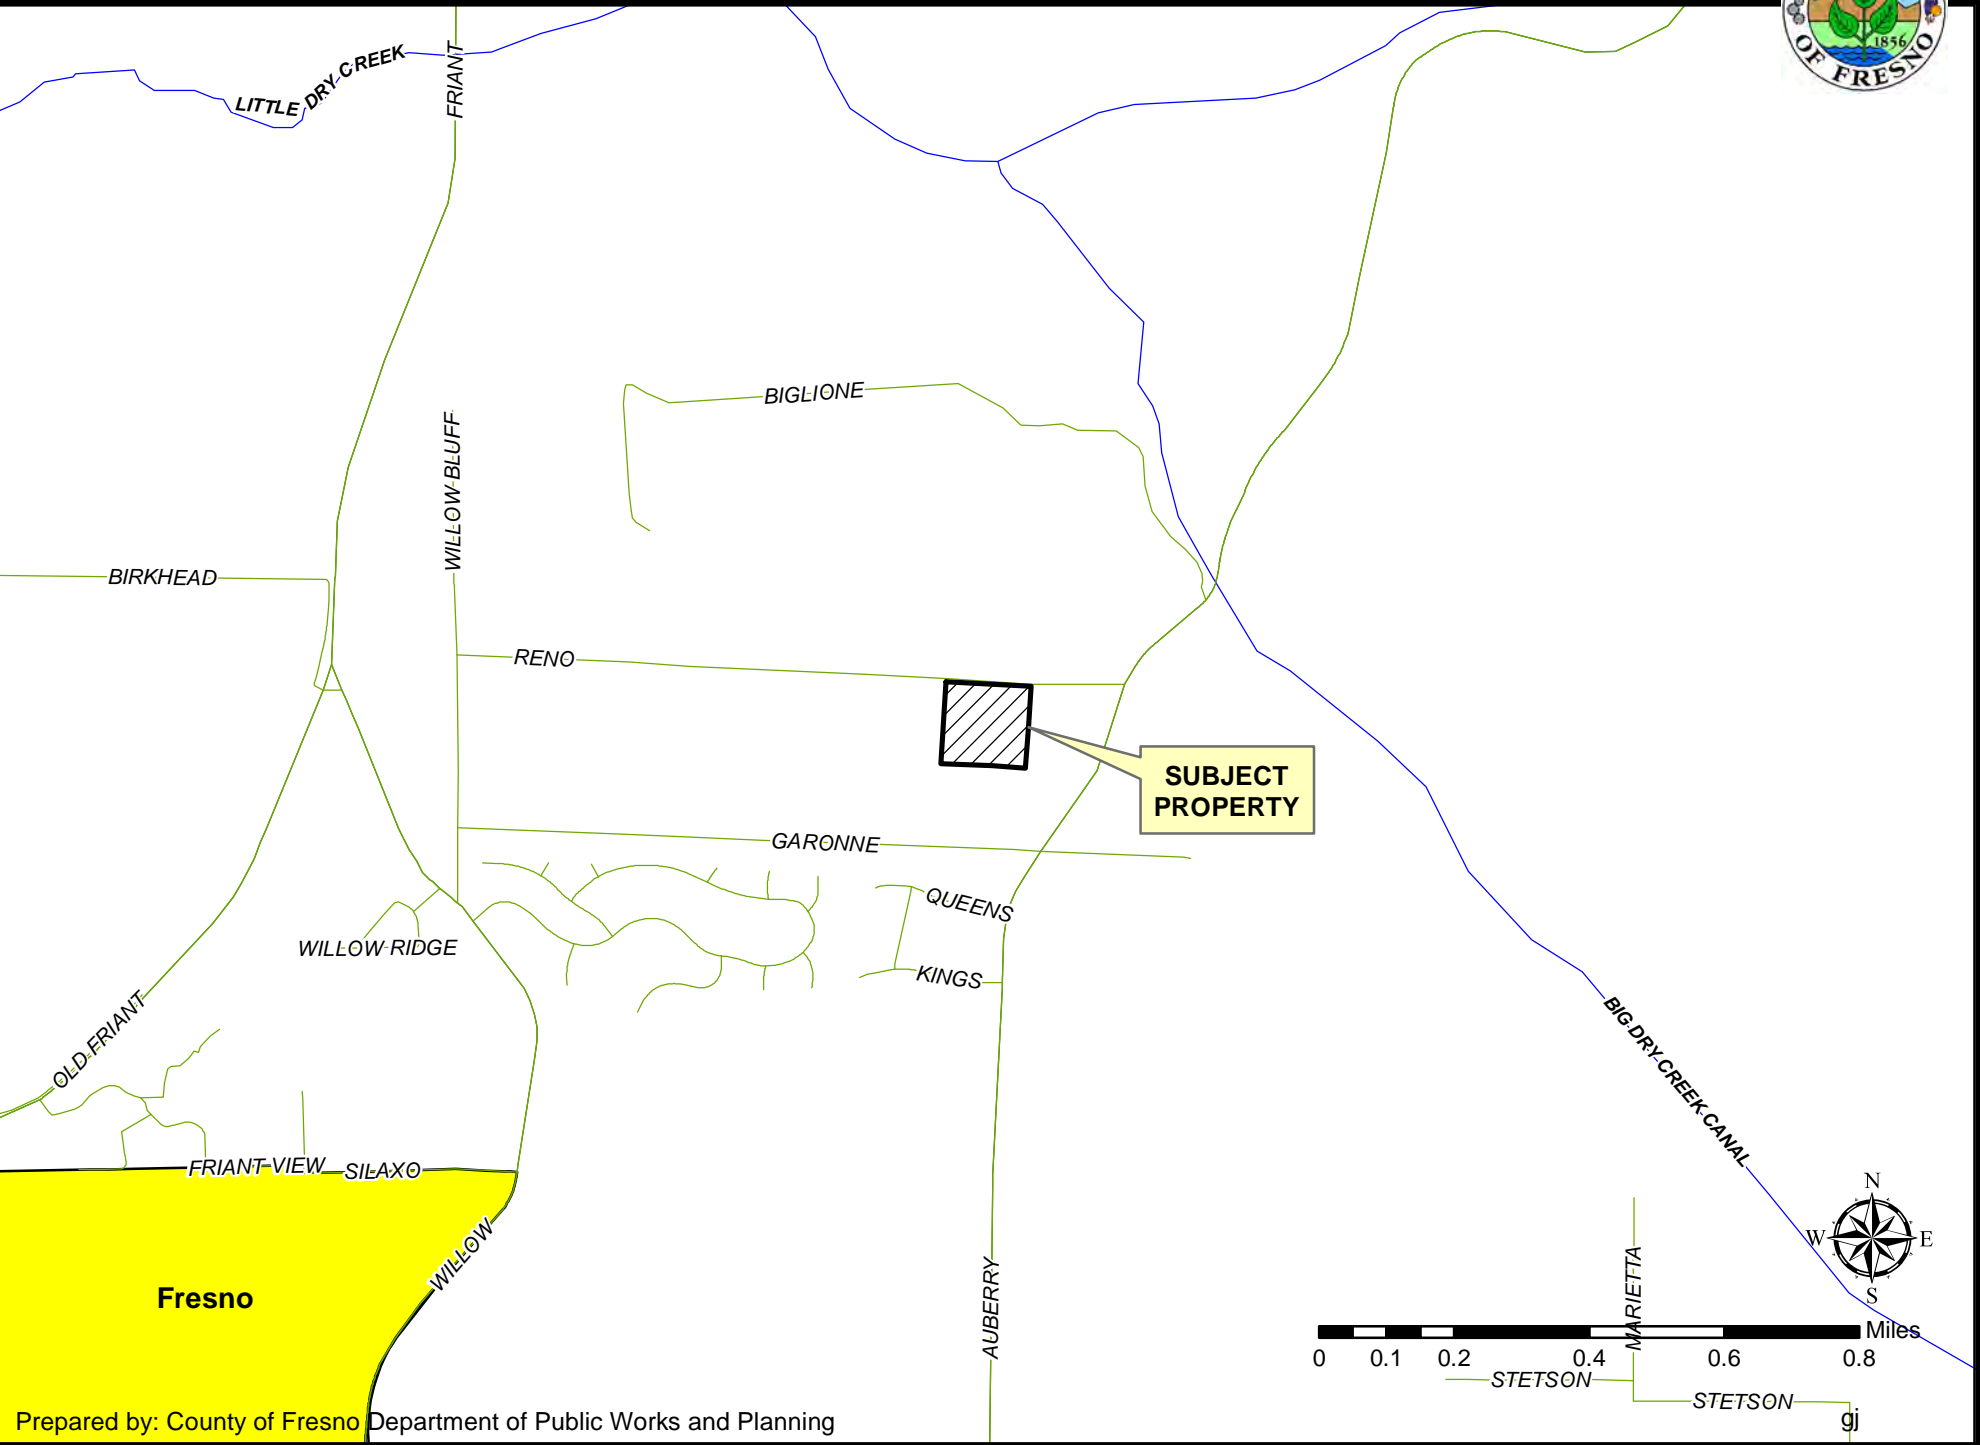 1856
OF FRESNO
LITTLE DRY CREEK
FRIANT
BIGLIONE
WILLOW BLUFF
BIRKHEAD
RENO
SUBJECT
PROPERTY
GARONNE
QUEENS
WILLOW RIDGE
KINGS
OLD FRIANT
BIG DRY CREEK CANAL
FRIANT VIEW
SILAXO
WILLOW
Fresno
AUBERRY
MARIETTA
N
W
E
S
Miles
0 0.1 0.2 0.4 0.6 0.8
STETSON
STETSON
Prepared by: County of Fresno Department of Public Works and Planning
gj